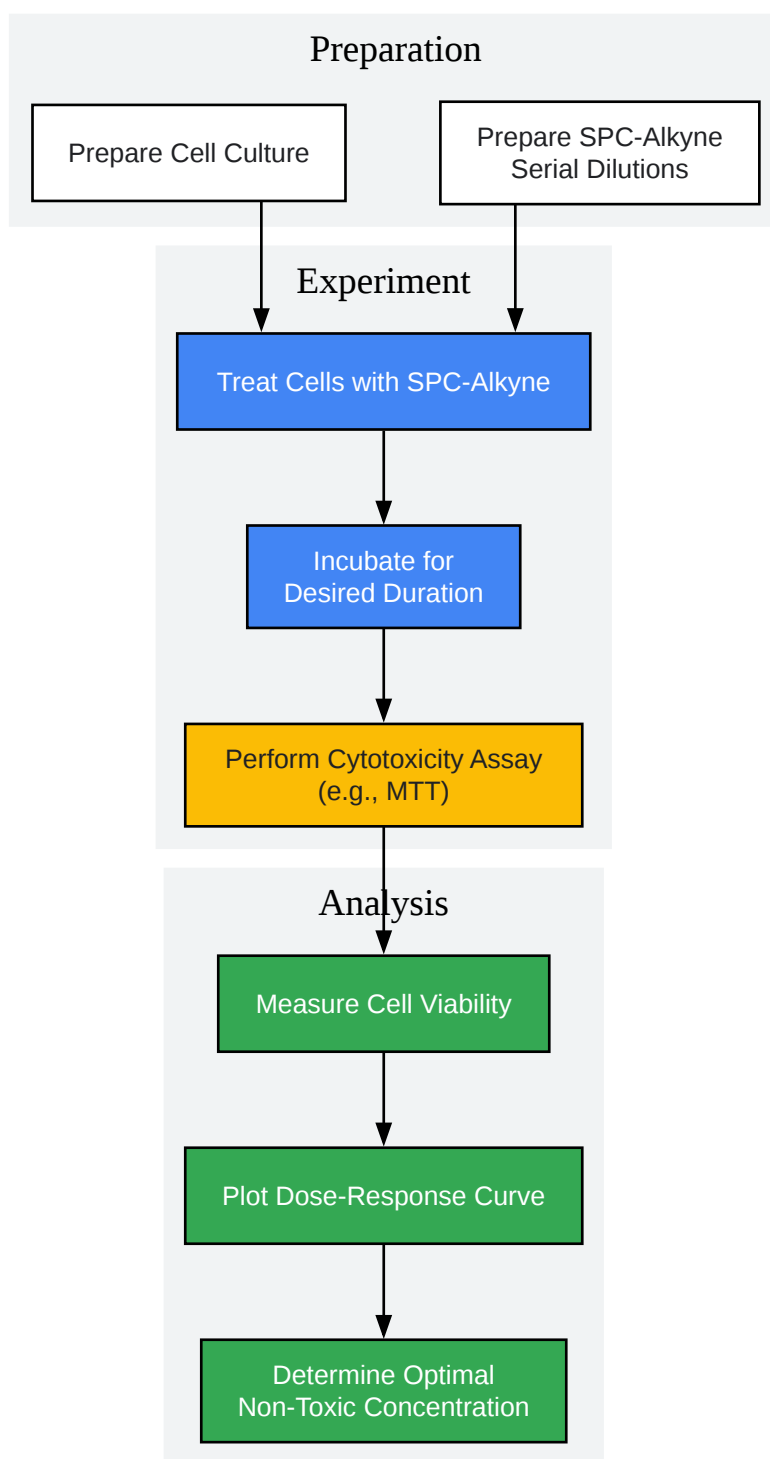 Preparation
Prepare Cell Culture
Prepare SPC-Alkyne
Serial Dilutions
Experiment
Treat Cells with SPC-Alkyne
Incubate for
Desired Duration
Perform Cytotoxicity Assay
(e.g., MTT)
Analysis
Measure Cell Viability
Plot Dose-Response Curve
Determine Optimal
Non-Toxic Concentration